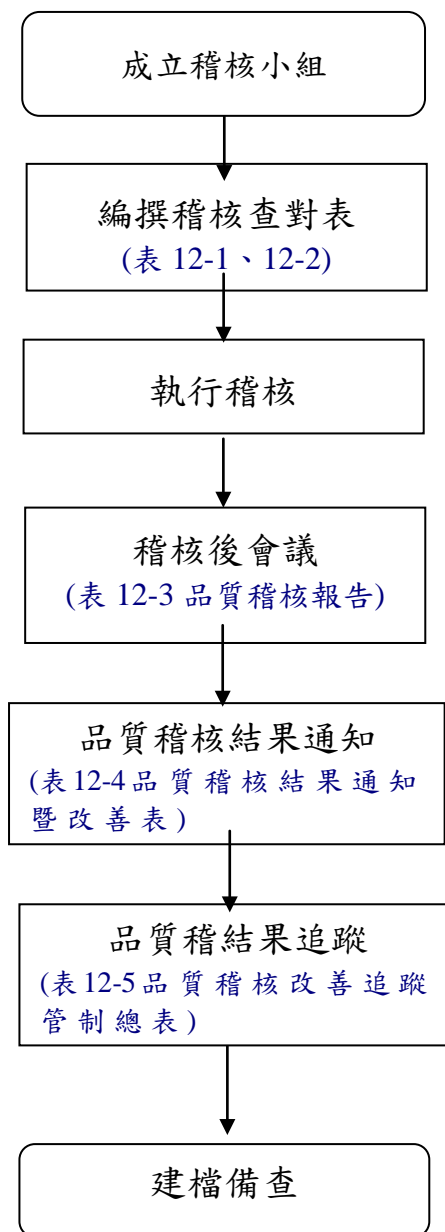 成立稽核小組
編撰稽核查對表
(表 12-1、12-2)
執行稽核
稽核後會議
(表 12-3 品質稽核報告)
品質稽核結果通知
(表12-4品質稽核結果通知
暨改善表)
品質稽結果追蹤
(表12-5品質稽核改善追蹤
管制總表)
建檔備查